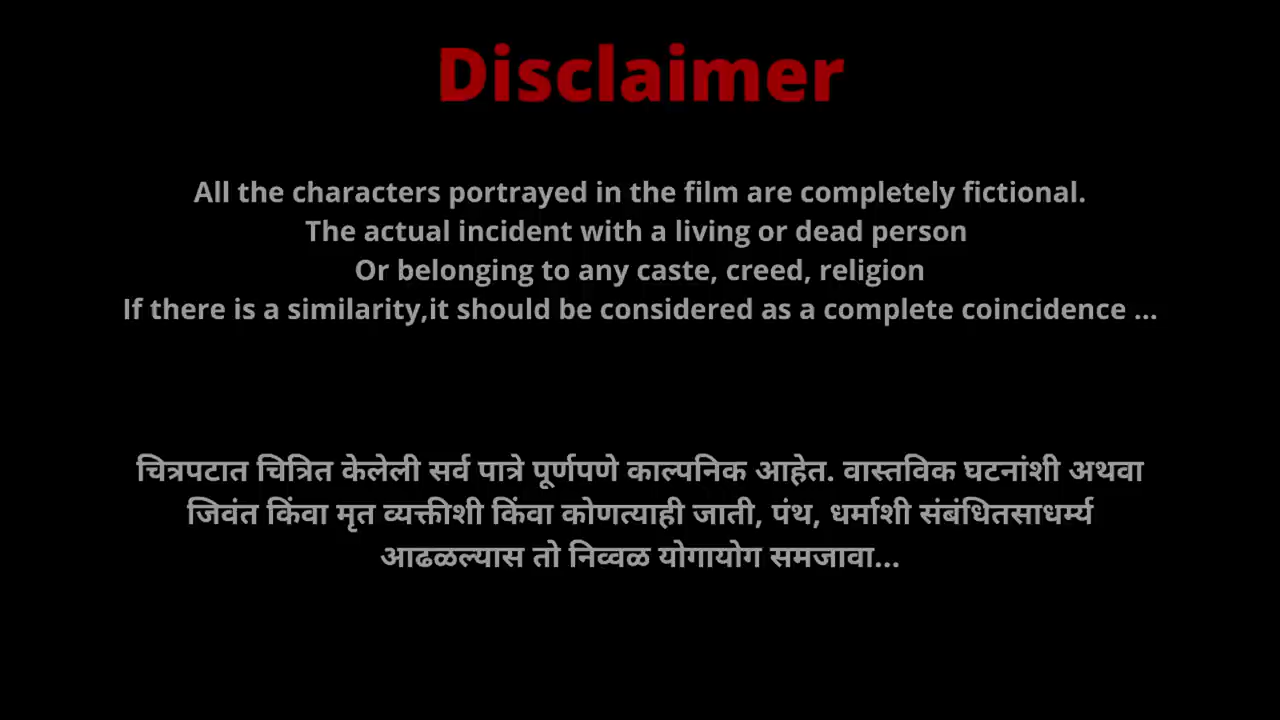 Disclaimer
All the characters portrayed in the film are completely fictional.
The actual incident with a living or dead person
Or belonging to any caste, creed, religion
If there is a similarity,it should be considered as a complete coincidence ...
चित्रपटात चित्रित केलेली सर्व पात्रे पूर्णपणे काल्पनिक आहेत. वास्तविक घटनांशी अथवा
जिवंत किंवा मृत व्यक्तीशी किंवा कोणत्याही जाती, पंथ, धर्माशी संबंधितसाधर्म्य
आढळल्यास तो निव्वळ योगायोग समजावा...